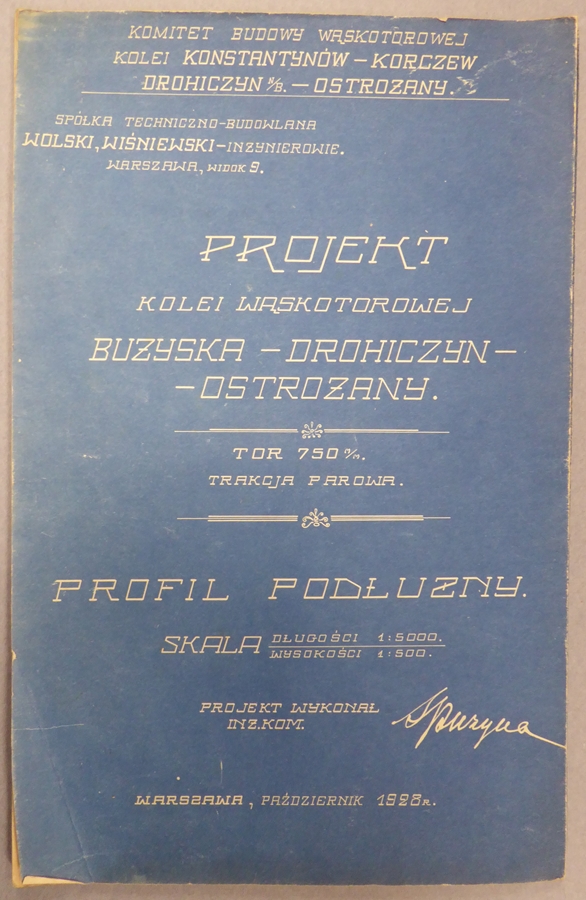 KOMITET BUDOWY WĄSKOTOROWEJ
KOLEI KONSTANTYNÓW – KORCZEW
DROHICZYN N/B. – OSTROŻANY.
SPÓŁKA TECHNICZNO-BUDOWLANA
WOLSKI, WIŚNIEWSKI – INŻYNIEROWIE.
WARSZAWA, WIDOK 9.
PROJEKT
KOLEI WĄSKOTOROWEJ
BUŻYSKA – DROHICZYN –
– OSTROŻANY.
TOR 750 m/m.
TRAKCJA PAROWA.
PROFIL PODŁUŻNY.
SKALA DŁUGOŚCI 1:5000.
WYSOKOŚCI 1:500.
PROJEKT WYKONAŁ
INŻ.KOM.
WARSZAWA, PAŹDZIERNIK 1928 R.